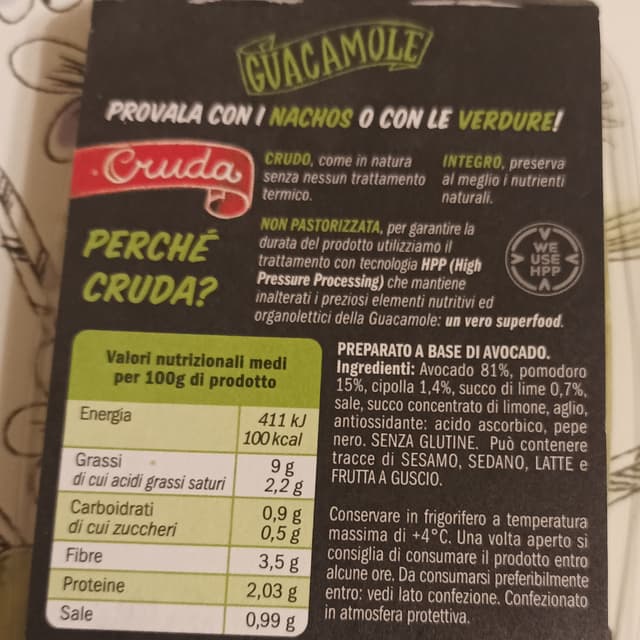 GUACAMOLE
PROVALA CON I NACHOS O CON LE VERDURE!
Cruda
CRUDO, come in natura
senza nessun trattamento
termico.
INTEGRO, preserva
al meglio i nutrienti
naturali.
PERCHÉ
CRUDA?
NON PASTORIZZATA, per garantire la
durata del prodotto utilizziamo il
trattamento con tecnologia HPP (High
Pressure Processing) che mantiene
inalterati i preziosi elementi nutritivi ed
organolettici della Guacamole: un vero superfood.
WE
USE
HPP
Valori nutrizionali medi
per 100g di prodotto
Energia 411 kJ
100 kcal
Grassi 9 g
di cui acidi grassi saturi 2,2 g
Carboidrati 0,9 g
di cui zuccheri 0,5 g
Fibre 3,5 g
Proteine 2,03 g
Sale 0,99 g
PREPARATO A BASE DI AVOCADO.
Ingredienti: Avocado 81%, pomodoro
15%, cipolla 1,4%, succo di lime 0,7%,
sale, succo concentrato di limone, aglio,
antiossidante: acido ascorbico, pepe
nero. SENZA GLUTINE. Può contenere
tracce di SESAMO, SEDANO, LATTE e
FRUTTA A GUSCIO.
Conservare in frigorifero a temperatura
massima di +4°C. Una volta aperto si
consiglia di consumare il prodotto entro
alcune ore. Da consumarsi preferibilmente
entro: vedi lato confezione. Confezionato
in atmosfera protettiva.